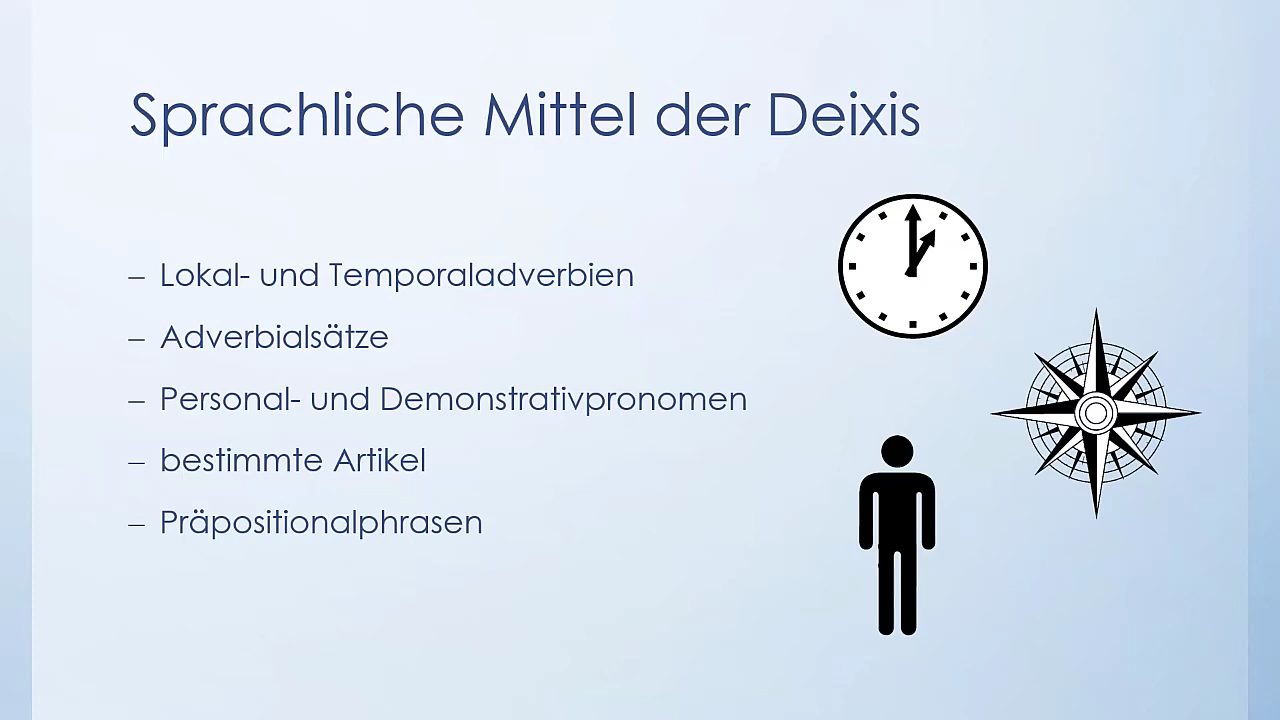 Sprachliche Mittel der Deixis
– Lokal- und Temporaladverbien
– Adverbialsätze
– Personal- und Demonstrativpronomen
– bestimmte Artikel
– Präpositionalphrasen